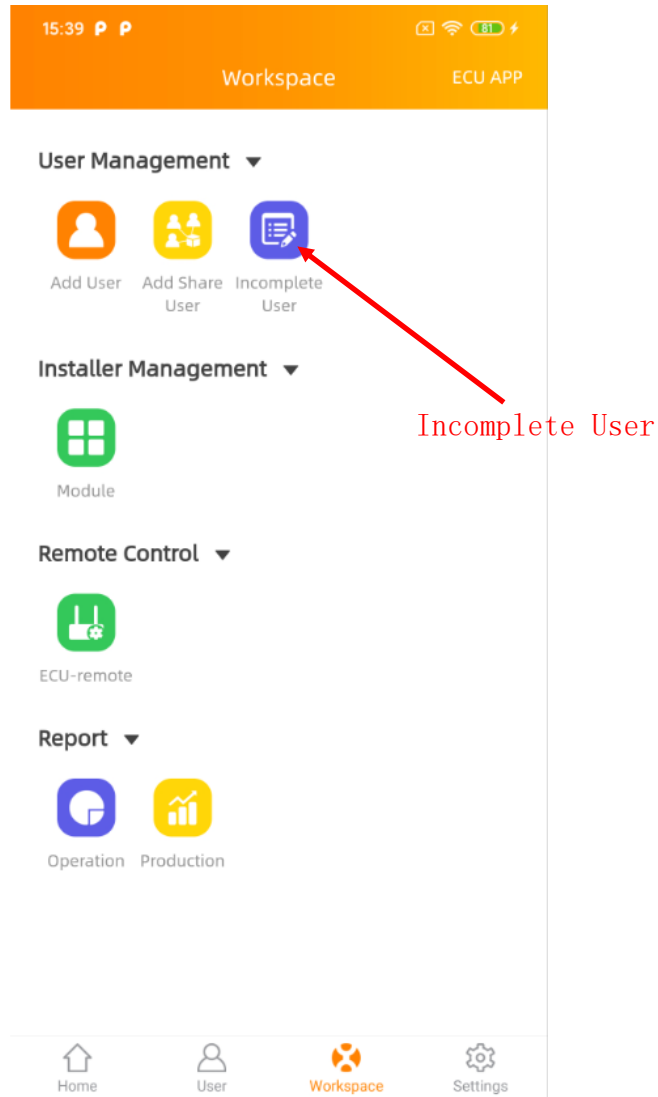 15:39 P P 81
Workspace ECU APP
User Management
Add User Add Share Incomplete
User User
Installer Management
Incomplete User
Module
Remote Control
ECU-remote
Report
Operation Production
Home User Workspace Settings